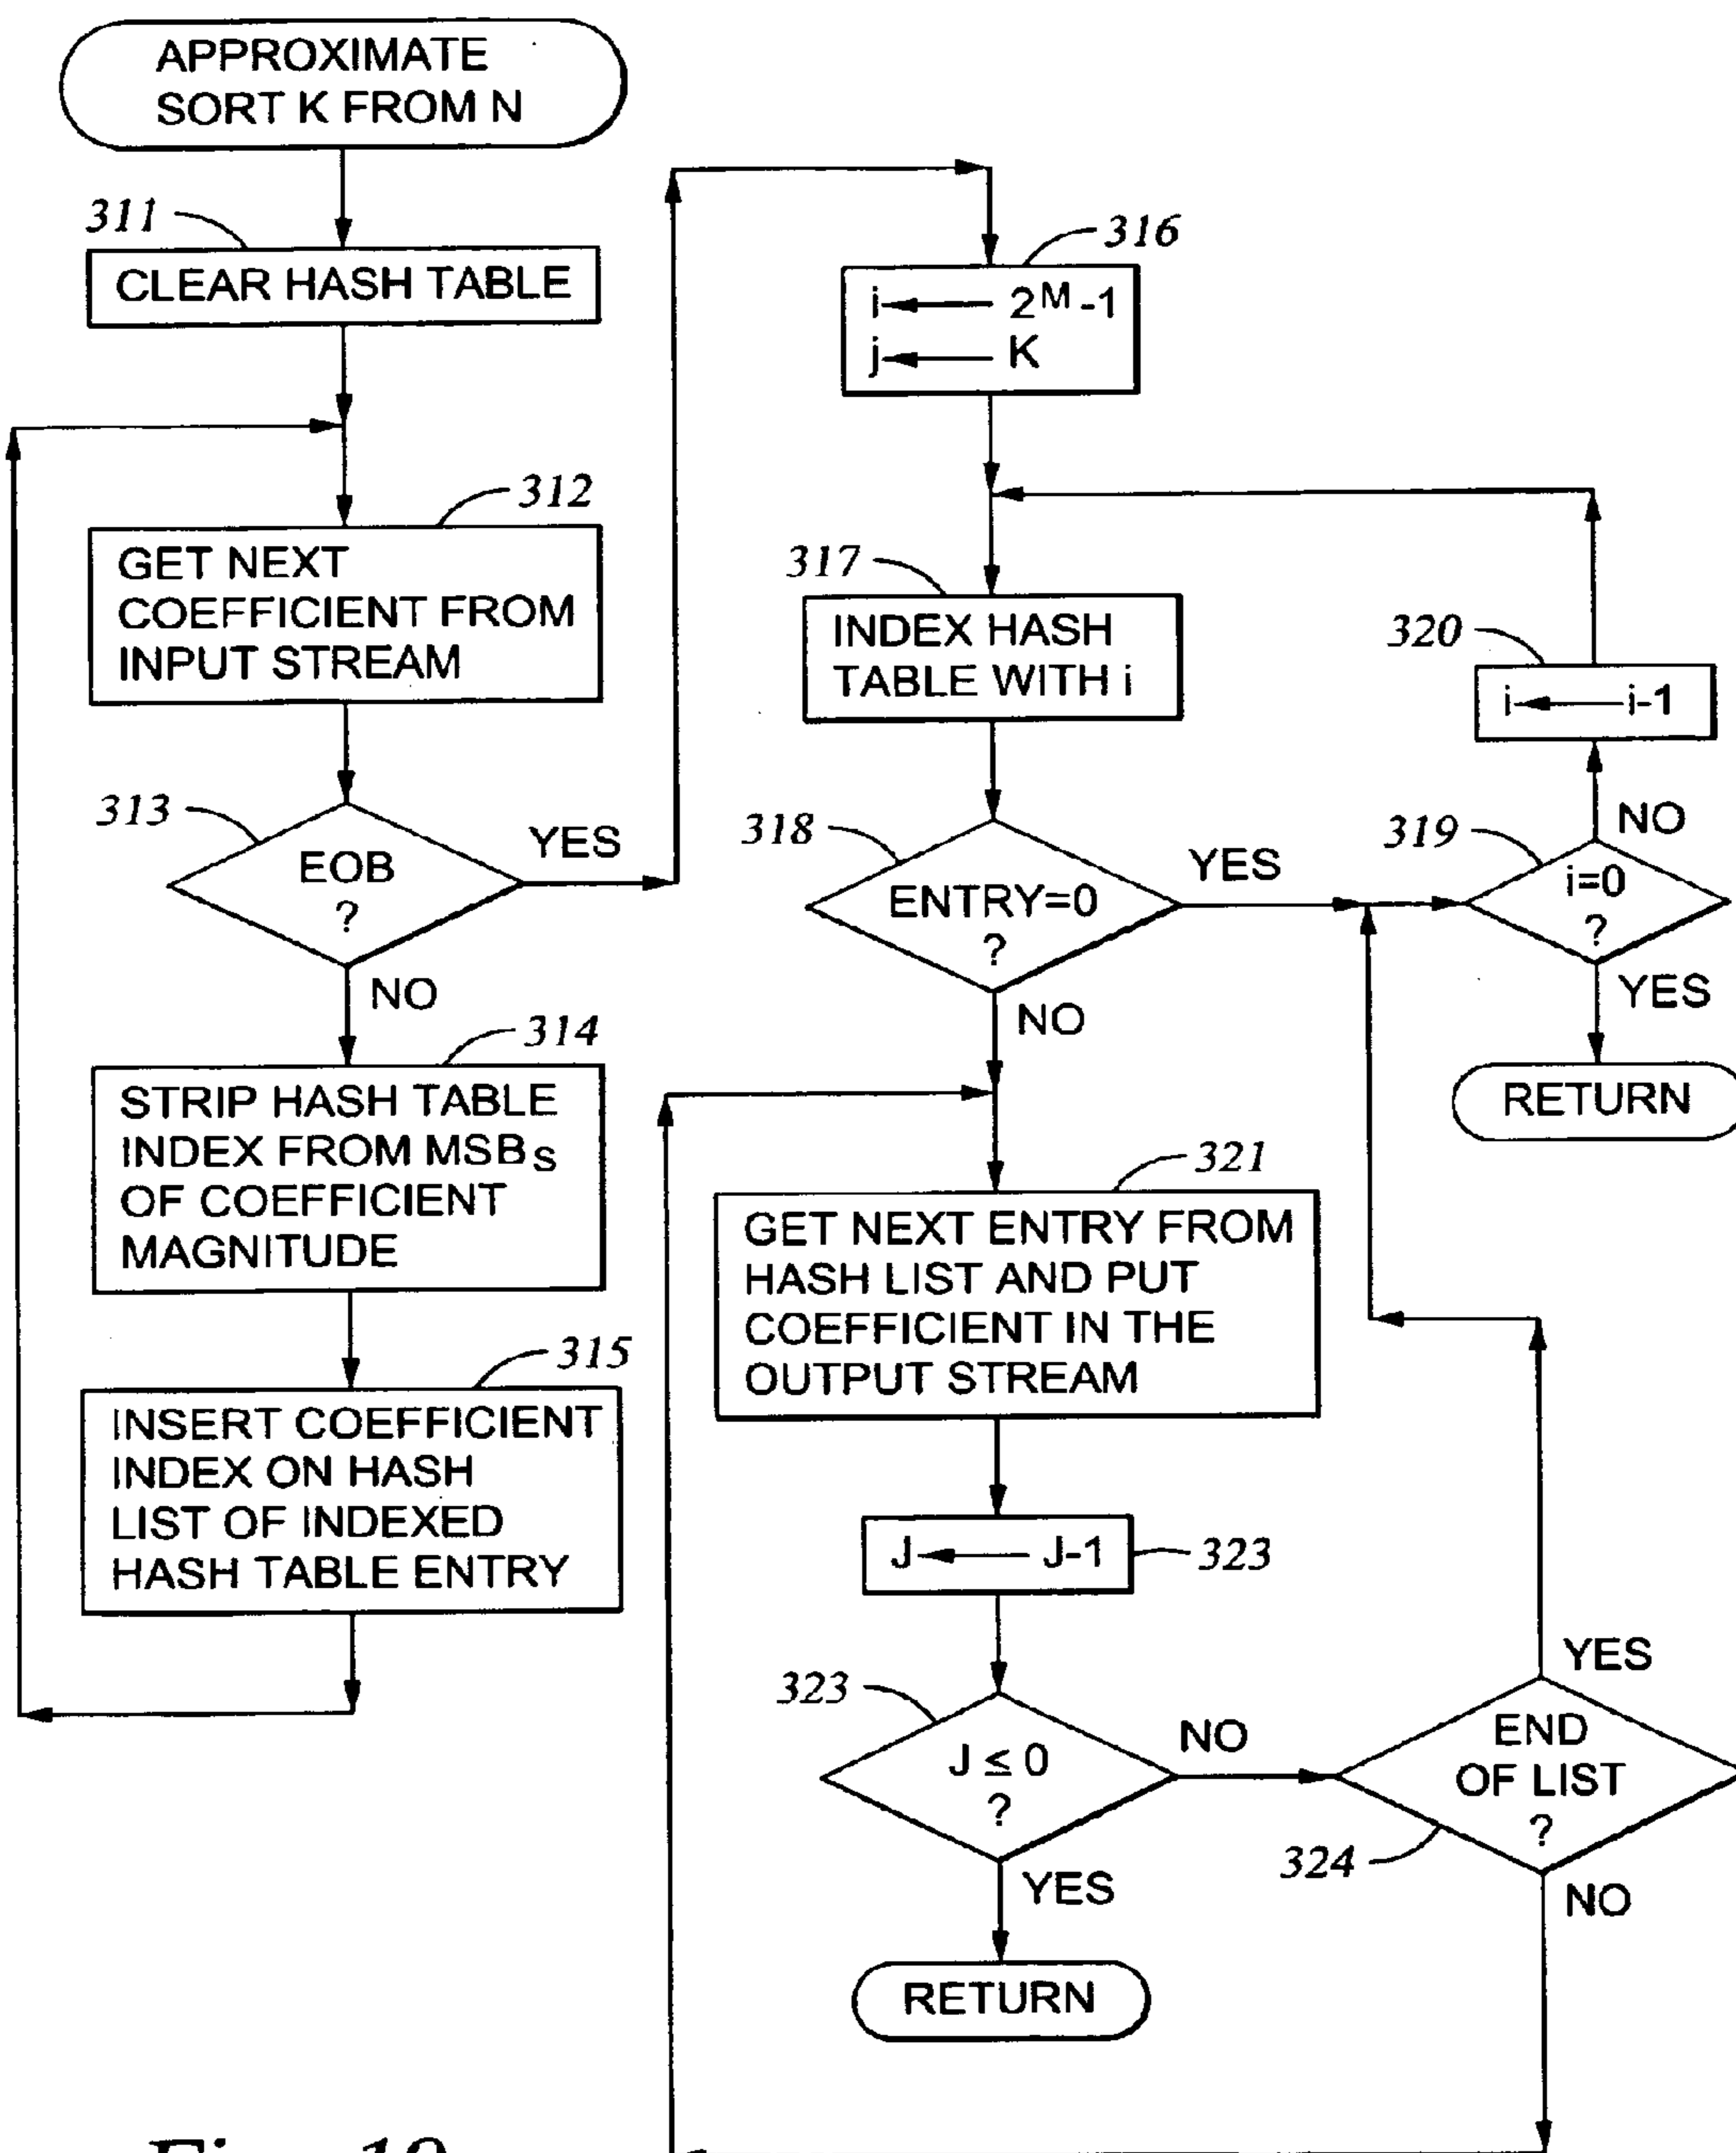 APPROXIMATE
SORT K FROM N
311
CLEAR HASH TABLE
312
GET NEXT
COEFFICIENT FROM
INPUT STREAM
313
EOB
?
YES
NO
314
STRIP HASH TABLE
INDEX FROM MSBS
OF COEFFICIENT
MAGNITUDE
315
INSERT COEFFICIENT
INDEX ON HASH
LIST OF INDEXED
HASH TABLE ENTRY
316
i ← 2^M -1
j ← K
317
INDEX HASH
TABLE WITH i
318
ENTRY=0
?
YES
NO
319
i=0
?
NO
YES
320
i ← i-1
RETURN
321
GET NEXT ENTRY FROM
HASH LIST AND PUT
COEFFICIENT IN THE
OUTPUT STREAM
J ← J-1
323
323
J ≤ 0
?
NO
YES
RETURN
324
END
OF LIST
?
YES
NO